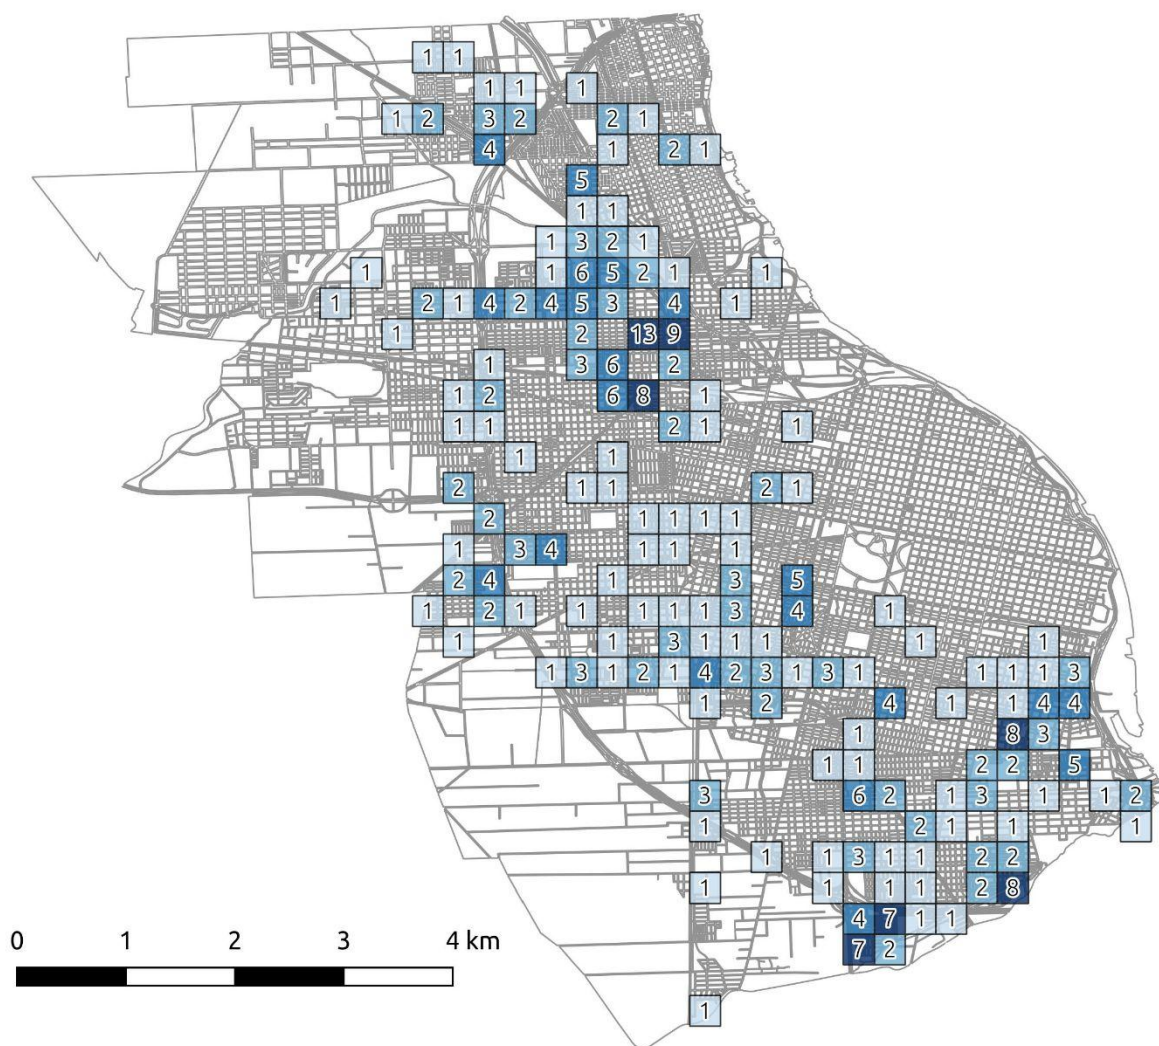 1 1
1 1 1
1 2 3 2 2 1
4 1 2 1
5
1 1
1 3 2 1
1 1 6 5 2 1 1
1 2 1 4 2 4 5 3 4 1
1 2 13 9
1 3 6 2
1 2 6 8 1
1 1 2 1 1
1 1
2 1 1 2 1
2 1 1 1 1
1 3 4 1 1 1
2 4 1 3 5
1 2 1 1 1 1 1 3 4 1
1 1 3 1 1 1 1 1
1 3 1 2 1 4 2 3 1 3 1 1 1 1 3
1 2 4 1 1 4 4
1 8 3
1 1 2 2 5
3 6 2 1 3 1 1 2
1 2 1 1 1
1 1 3 1 1 2 2
1 1 1 1 2 8
4 7 1 1
0 1 2 3 4 km
7 2
1